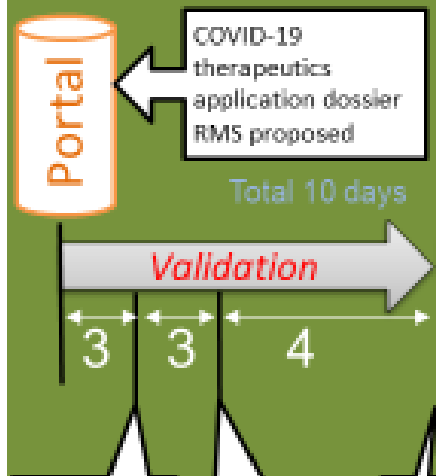 COVID-19
therapeutics
application dossier
RMS proposed
Portal
Total 10 days
Validation
3 3 4